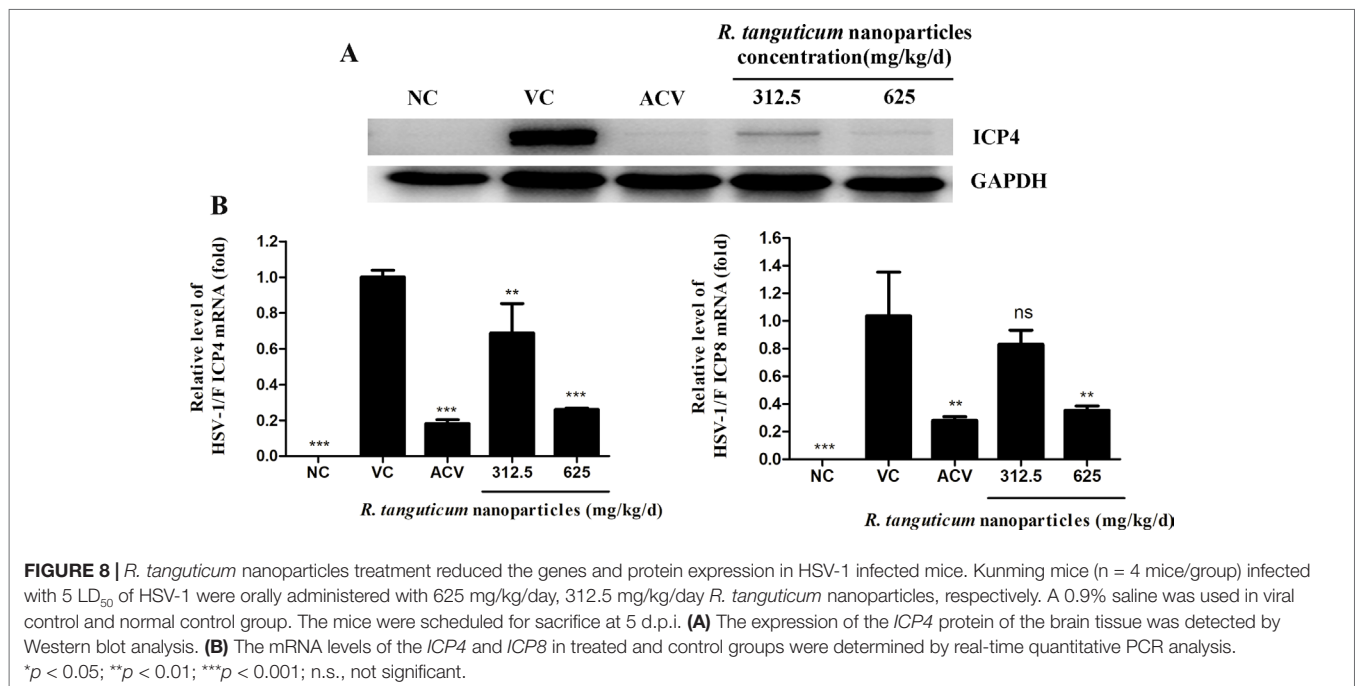 R. tanguticum nanoparticles
concentration(mg/kg/d)
A
NC VC ACV 312.5 625
ICP4
GAPDH
B
Relative level of
HSV-1/F ICP4 mRNA (fold)
1.2
1.0
0.8
0.6
0.4
0.2
0.0
***
***
**
***
NC VC ACV 312.5 625
R. tanguticum nanoparticles (mg/kg/d)
Relative level of
HSV-1/F ICP8 mRNA (fold)
1.6
1.4
1.2
1.0
0.8
0.6
0.4
0.2
0.0
***
**
ns
**
NC VC ACV 312.5 625
R. tanguticum nanoparticles (mg/kg/d)
FIGURE 8 | R. tanguticum nanoparticles treatment reduced the genes and protein expression in HSV-1 infected mice. Kunming mice (n = 4 mice/group) infected
with 5 LD50 of HSV-1 were orally administered with 625 mg/kg/day, 312.5 mg/kg/day R. tanguticum nanoparticles, respectively. A 0.9% saline was used in viral
control and normal control group. The mice were scheduled for sacrifice at 5 d.p.i. (A) The expression of the ICP4 protein of the brain tissue was detected by
Western blot analysis. (B) The mRNA levels of the ICP4 and ICP8 in treated and control groups were determined by real-time quantitative PCR analysis.
*p < 0.05; **p < 0.01; ***p < 0.001; n.s., not significant.